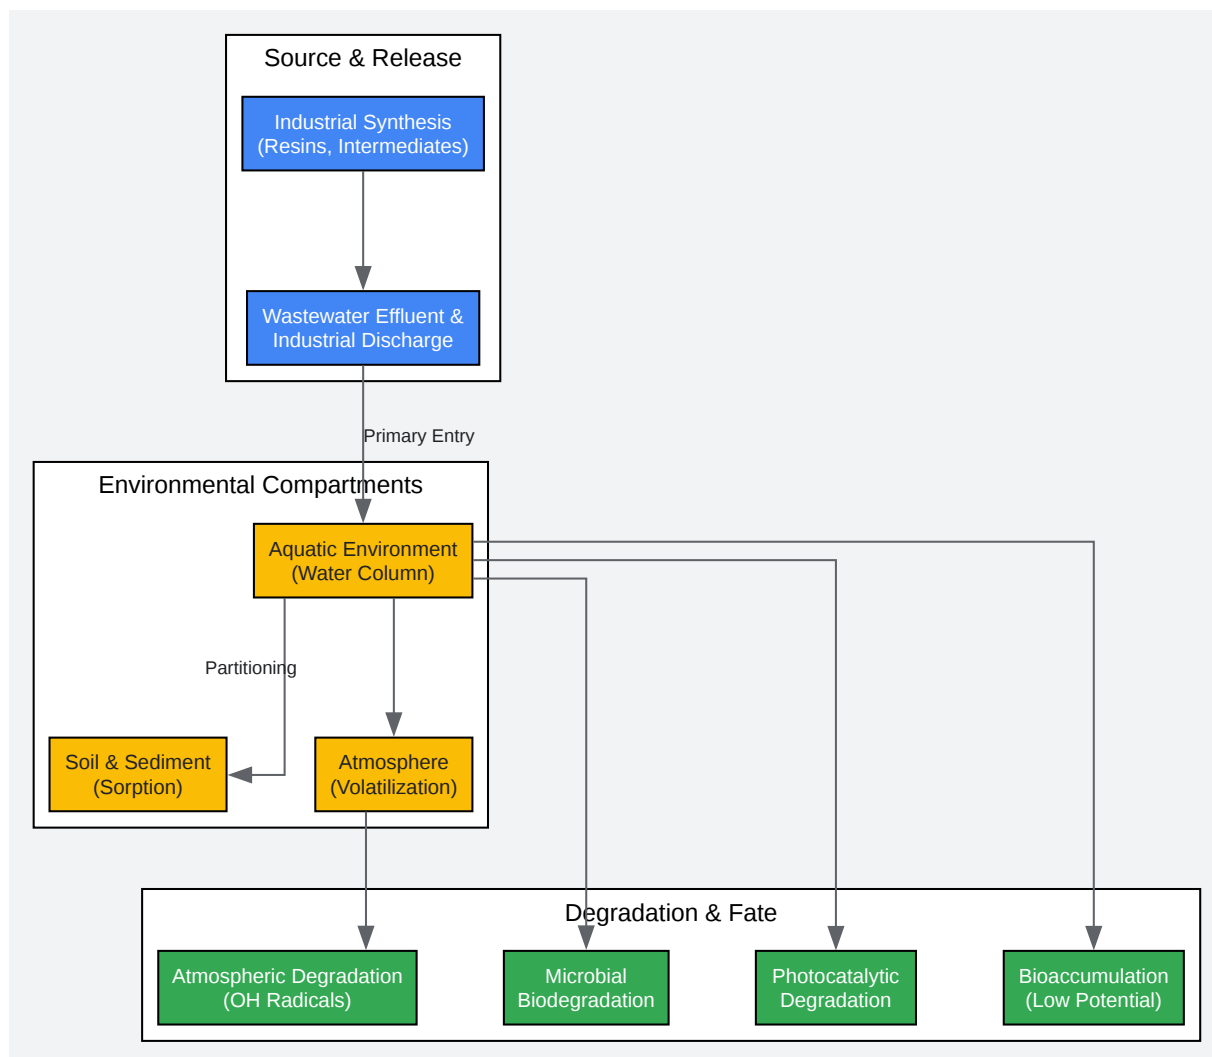 Source & Release
Industrial Synthesis
(Resins, Intermediates)
Wastewater Effluent &
Industrial Discharge
Primary Entry
Environmental Compartments
Aquatic Environment
(Water Column)
Partitioning
Soil & Sediment
(Sorption)
Atmosphere
(Volatilization)
Degradation & Fate
Atmospheric Degradation
(OH Radicals)
Microbial
Biodegradation
Photocatalytic
Degradation
Bioaccumulation
(Low Potential)